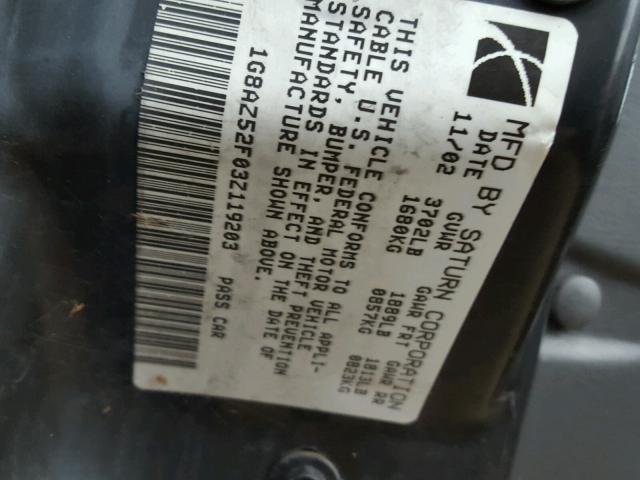 MFD BY SATURN CORPORATION
DATE GVWR GAWR FRT GAWR RR
11/02 3702LB 1889LB 1813LB
1680KG 0857KG 0823KG
THIS VEHICLE CONFORMS TO ALL APPLI-
CABLE U.S. FEDERAL MOTOR VEHICLE
SAFETY, BUMPER, AND THEFT PREVENTION
STANDARDS IN EFFECT ON THE DATE OF
MANUFACTURE SHOWN ABOVE.
1G8AZ52F03Z119203 PASS CAR